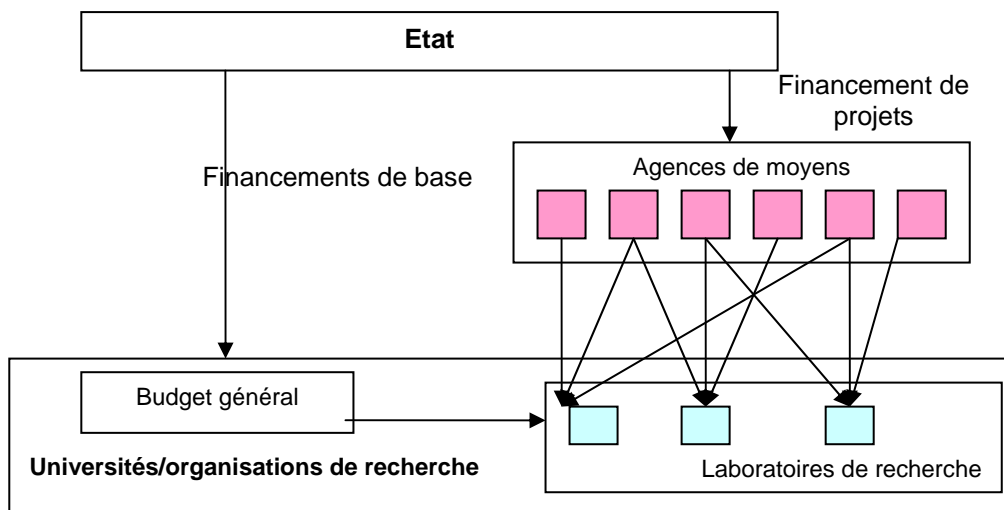 Etat
Financement de
projets
Agences de moyens
Financements de base
Budget général
Universités/organisations de recherche
Laboratoires de recherche